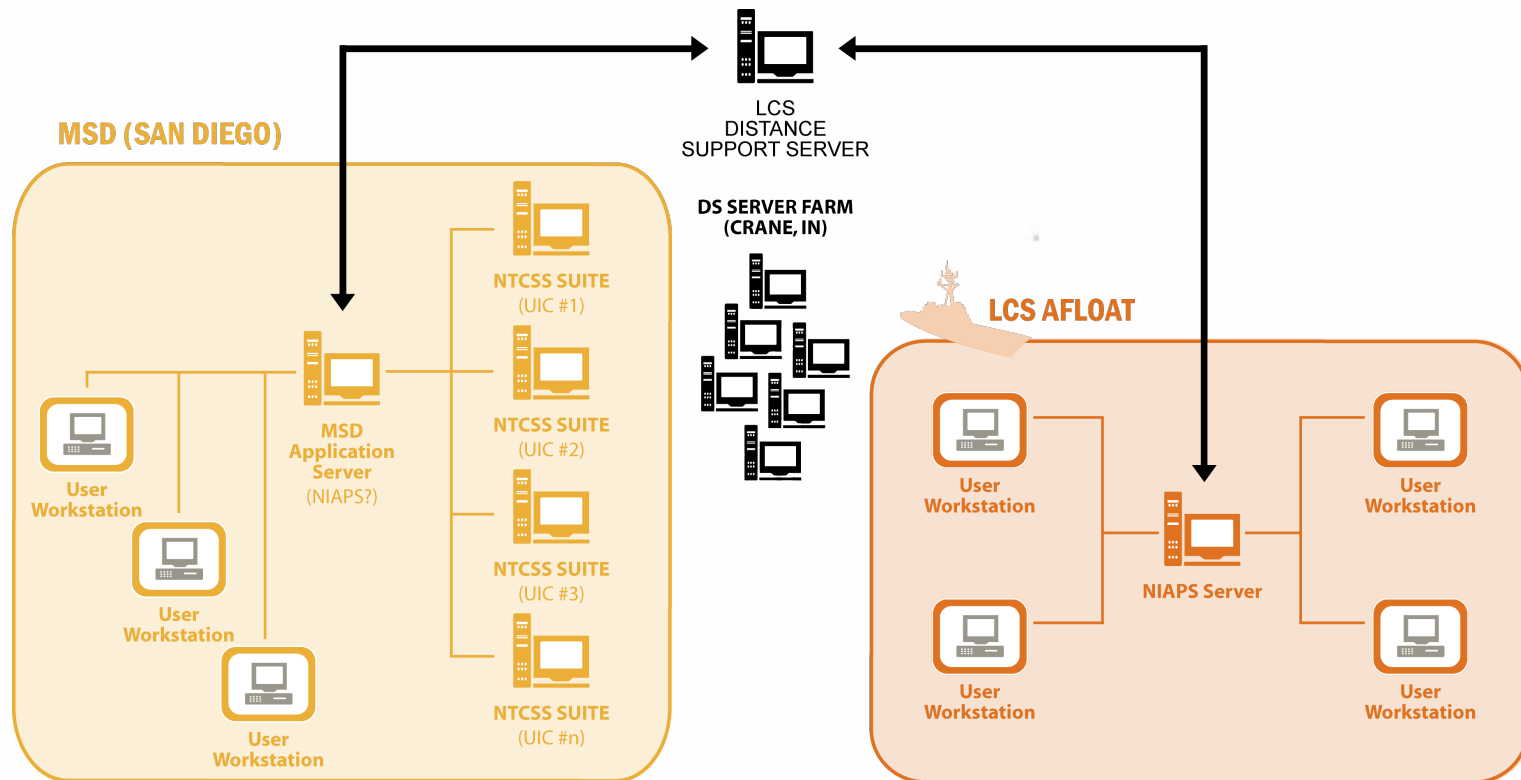 LCS
DISTANCE
SUPPORT SERVER
MSD (SAN DIEGO)
NTCSS SUITE
(UIC #1)
NTCSS SUITE
(UIC #2)
NTCSS SUITE
(UIC #3)
NTCSS SUITE
(UIC #n)
MSD
Application
Server
(NIAPS?)
User
Workstation
User
Workstation
User
Workstation
DS SERVER FARM
(CRANE, IN)
LCS AFLOAT
User
Workstation
User
Workstation
NIAPS Server
User
Workstation
User
Workstation